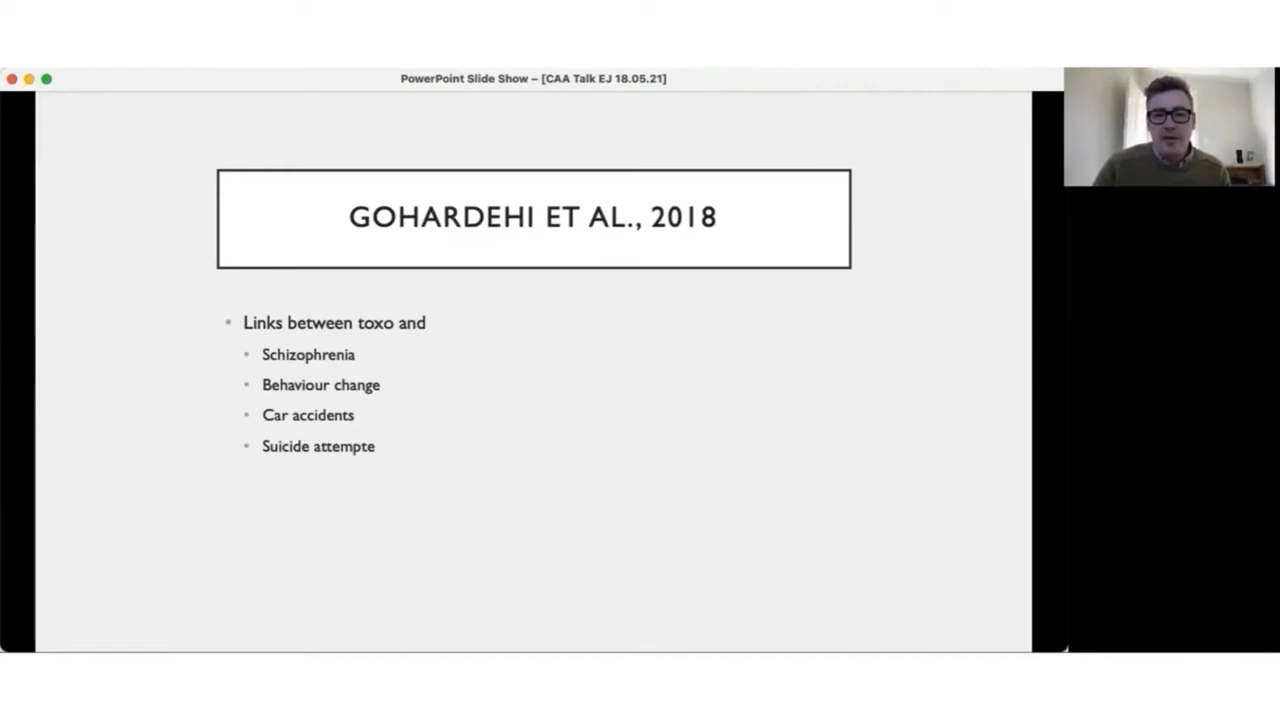 PowerPoint Slide Show – [CAA Talk EJ 18.05.21]
GOHARDEHI ET AL., 2018
• Links between toxo and
• Schizophrenia
• Behaviour change
• Car accidents
• Suicide attempte